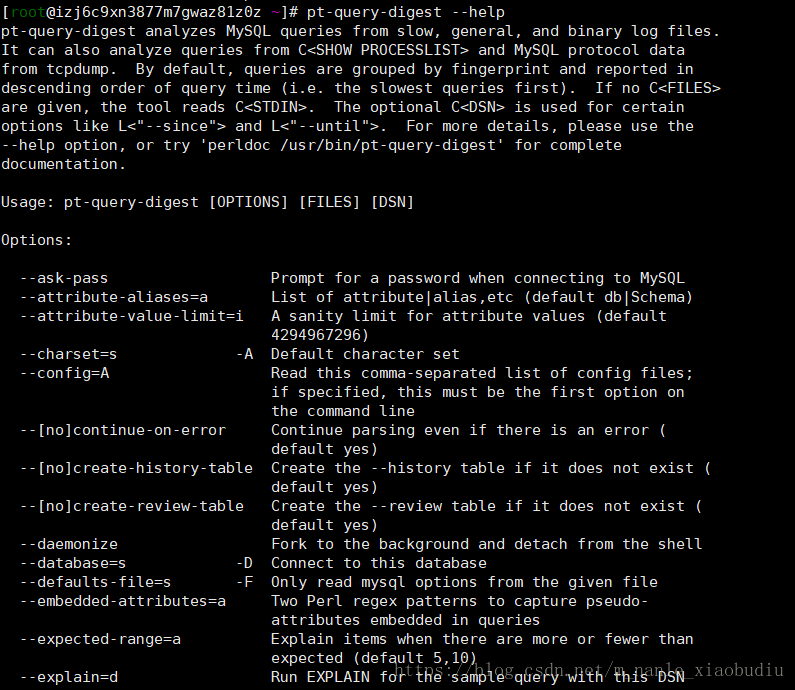 [root@izj6c9xn3877m7gwaz81z0z ~]# pt-query-digest --help
pt-query-digest analyzes MySQL queries from slow, general, and binary log files.
It can also analyze queries from C<SHOW PROCESSLIST> and MySQL protocol data
from tcpdump.  By default, queries are grouped by fingerprint and reported in
descending order of query time (i.e. the slowest queries first).  If no C<FILES>
are given, the tool reads C<STDIN>.  The optional C<DSN> is used for certain
options like L<"--since"> and L<"--until">.  For more details, please use the
--help option, or try 'perldoc /usr/bin/pt-query-digest' for complete
documentation.
Usage: pt-query-digest [OPTIONS] [FILES] [DSN]
Options:
  --ask-pass                 Prompt for a password when connecting to MySQL
  --attribute-aliases=a      List of attribute|alias,etc (default db|Schema)
  --attribute-value-limit=i  A sanity limit for attribute values (default
                             4294967296)
  --charset=s            -A  Default character set
  --config=A                 Read this comma-separated list of config files;
                             if specified, this must be the first option on
                             the command line
  --[no]continue-on-error    Continue parsing even if there is an error (
                             default yes)
  --[no]create-history-table Create the --history table if it does not exist (
                             default yes)
  --[no]create-review-table  Create the --review table if it does not exist (
                             default yes)
  --daemonize                Fork to the background and detach from the shell
  --database=s           -D  Connect to this database
  --defaults-file=s      -F  Only read mysql options from the given file
  --embedded-attributes=a    Two Perl regex patterns to capture pseudo-
                             attributes embedded in queries
  --expected-range=a         Explain items when there are more or fewer than
                             expected (default 5,10)
  --explain=d                Run EXPLAIN for the sample query with this DSN
https://blog.csdn.net/m_nanle_xiaobudiu